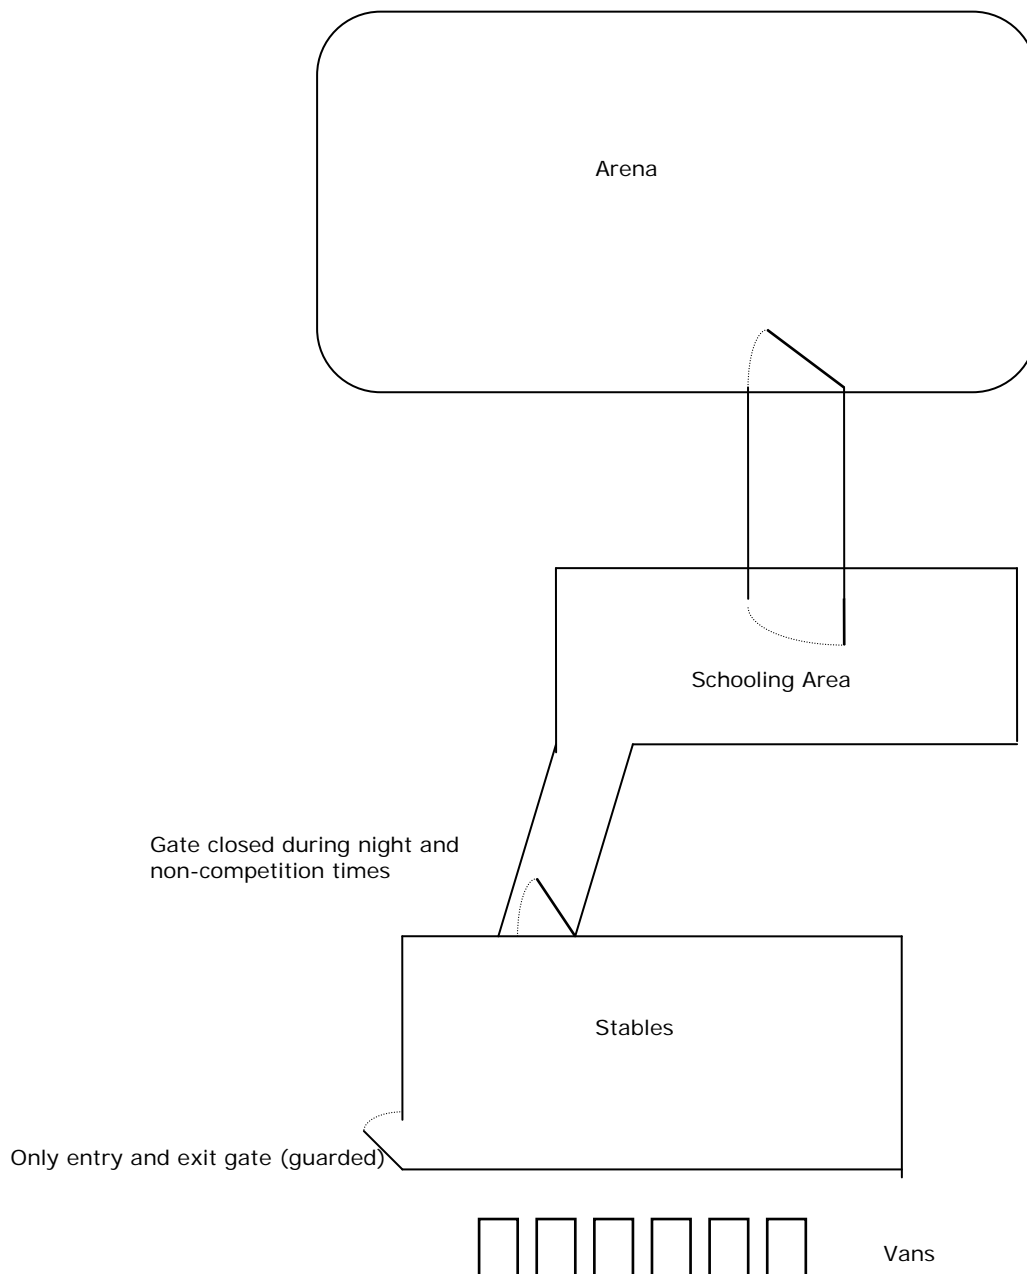 Arena
Schooling Area
Gate closed during night and
non-competition times
Stables
Only entry and exit gate (guarded)
Vans